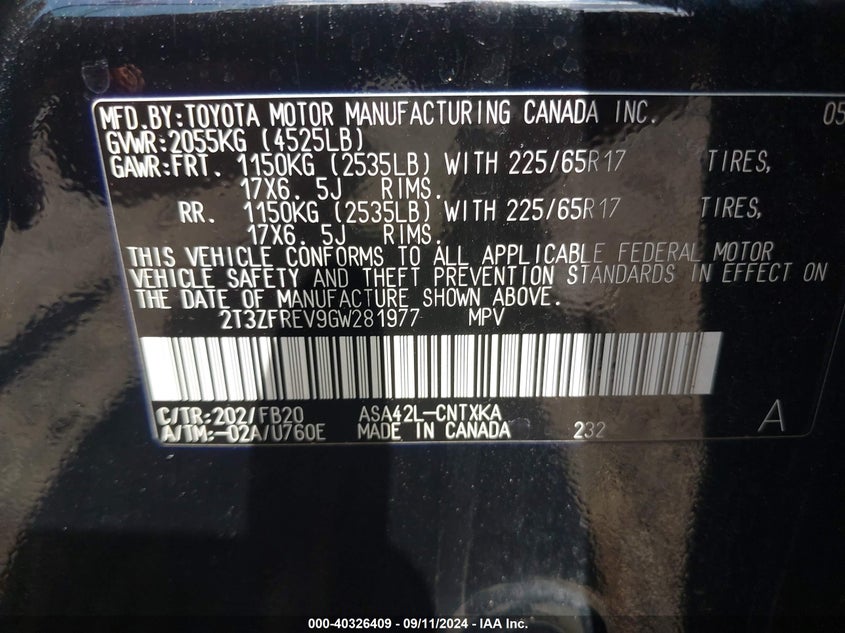 MFD.BY:TOYOTA MOTOR MANUFACTURING CANADA INC. 05
GVWR:2055KG (4525LB)
GAWR:FRT. 1150KG (2535LB) WITH 225/65R17 TIRES,
17X6. 5J RIMS.
RR. 1150KG (2535LB) WITH 225/65R17 TIRES,
17X6. 5J RIMS.
THIS VEHICLE CONFORMS TO ALL APPLICABLE FEDERAL MOTOR
VEHICLE SAFETY AND THEFT PREVENTION STANDARDS IN EFFECT ON
THE DATE OF MANUFACTURE SHOWN ABOVE.
2T3ZFREV9GW281977 MPV
C/TR:202/FB20 ASA42L-CNTXKA
A/TM:-02A/U760E MADE IN CANADA 232 A
000-40326409 - 09/11/2024 - IAA Inc.